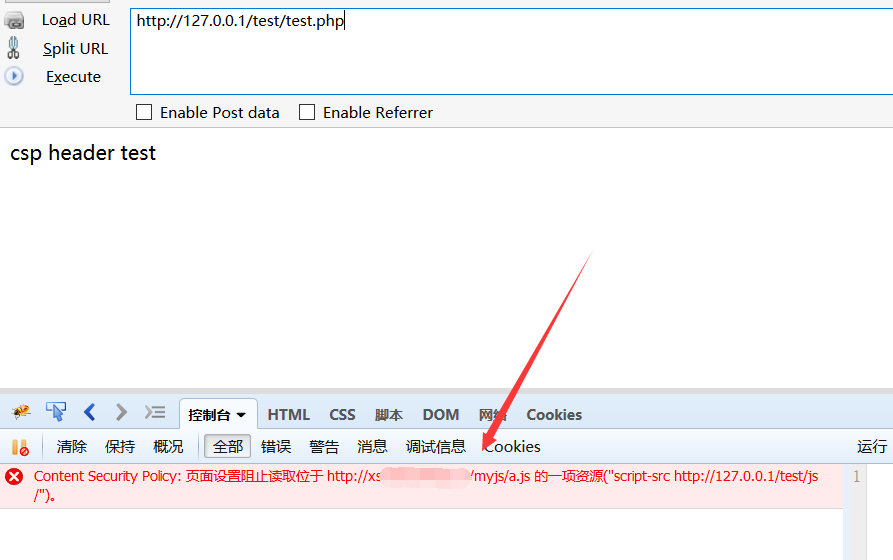 Load URL
http://127.0.0.1/test/test.php
Split URL
Execute
Enable Post data
Enable Referrer
csp header test
控制台
HTML
CSS
脚本
DOM
网络
Cookies
清除
保持
概况
全部
错误
警告
消息
调试信息
Cookies
运行
Content Security Policy: 页面设置阻止读取位于 http://xs /myjs/a.js 的一项资源("script-src http://127.0.0.1/test/js
/")。
1